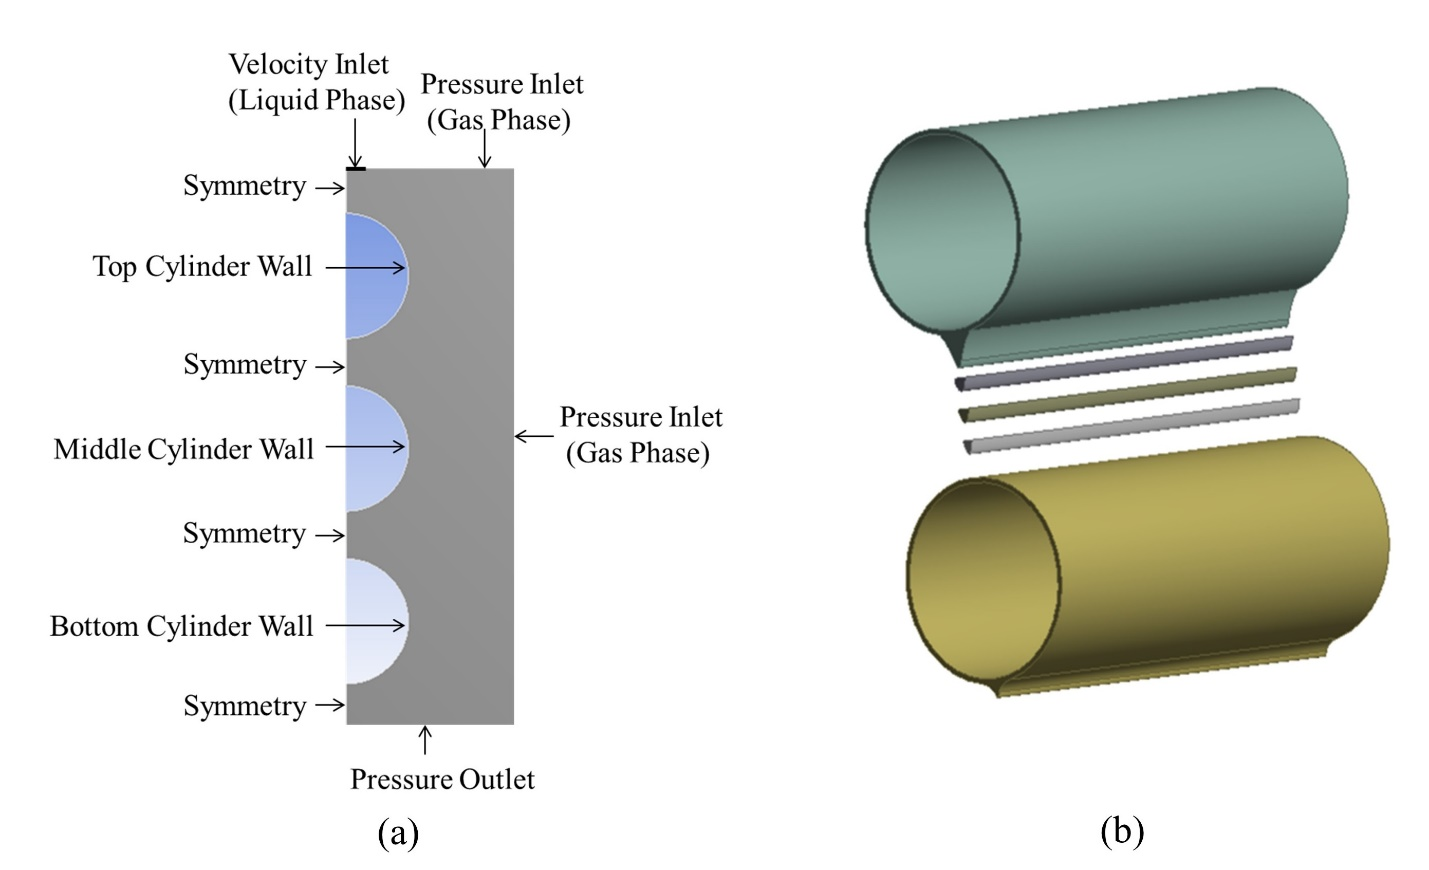 Velocity Inlet
(Liquid Phase)
Pressure Inlet
(Gas Phase)
Symmetry
Top Cylinder Wall
Symmetry
Middle Cylinder Wall
Pressure Inlet
(Gas Phase)
Symmetry
Bottom Cylinder Wall
Symmetry
Pressure Outlet
(a)
(b)